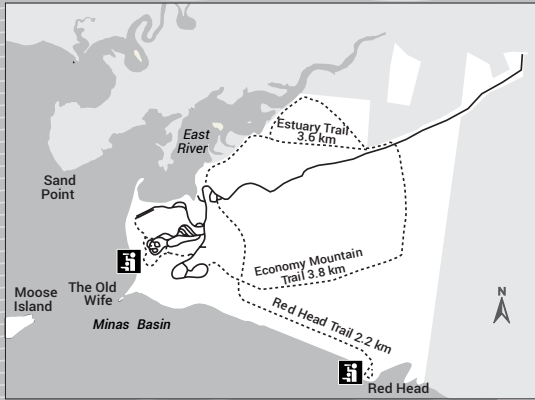 East
River
Estuary Trail
3.6 km
Sand
Point
Economy Mountain
Trail 3.8 km
Moose
Island
The Old
Wife
Minas Basin
Red Head Trail 2.2 km
N
Red Head